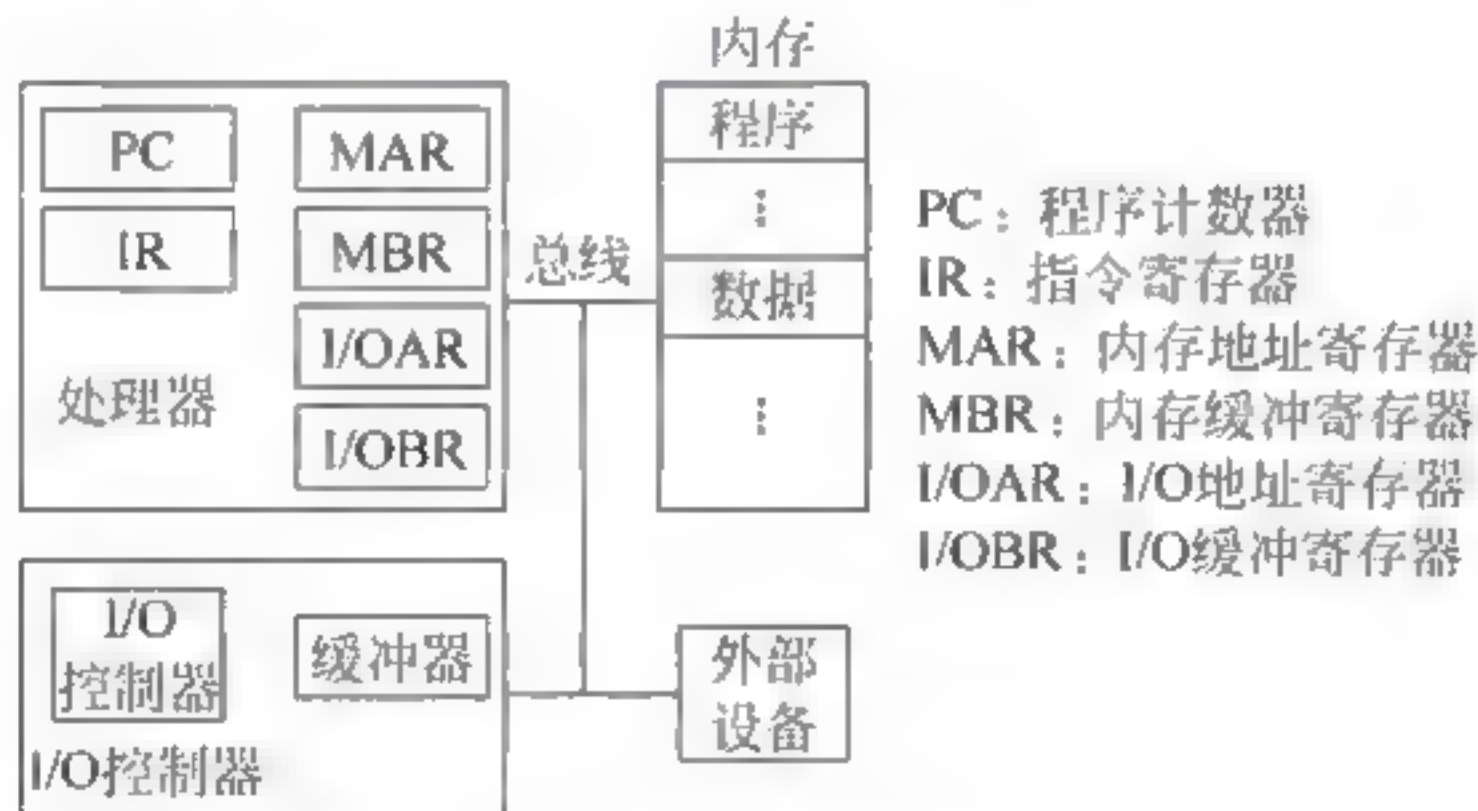 内存
程序
PC
MAR
⋮
IR
MBR
总线
数据
I/OAR
处理器
⋮
I/OBR
PC：程序计数器
IR：指令寄存器
MAR：内存地址寄存器
MBR：内存缓冲寄存器
I/OAR：I/O地址寄存器
I/OBR：I/O缓冲寄存器
I/O
控制器
缓冲器
外部
设备
I/O控制器